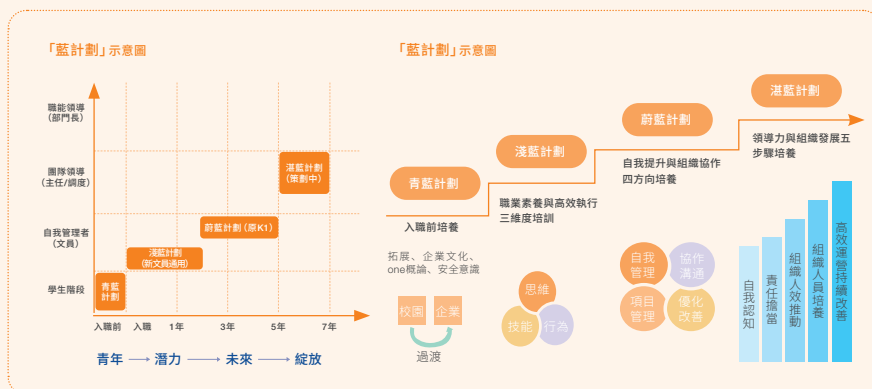 「藍計劃」示意圖
職能領導
(部門長)
團隊領導
(主任/調度)
自我管理者
(文員)
學生階段
湛藍計劃
(策劃中)
蔚藍計劃(原K1)
淺藍計劃
(新文員通用)
青藍
計劃
入職前
入職
1年
3年
5年
7年
青年
潛力
未來
綻放
「藍計劃」示意圖
青藍計劃
入職前培養
拓展、企業文化、
one概論、安全意識
校園
企業
過渡
淺藍計劃
職業素養與高效執行
三維度培訓
思維
技能
行為
蔚藍計劃
自我提升與組織協作
四方向培養
自我
管理
協作
溝通
項目
管理
優化
改善
湛藍計劃
領導力與組織發展五
步驟培養
自我認知
責任擔當
組織人效推動
組織人員培養
高效運營持續改善